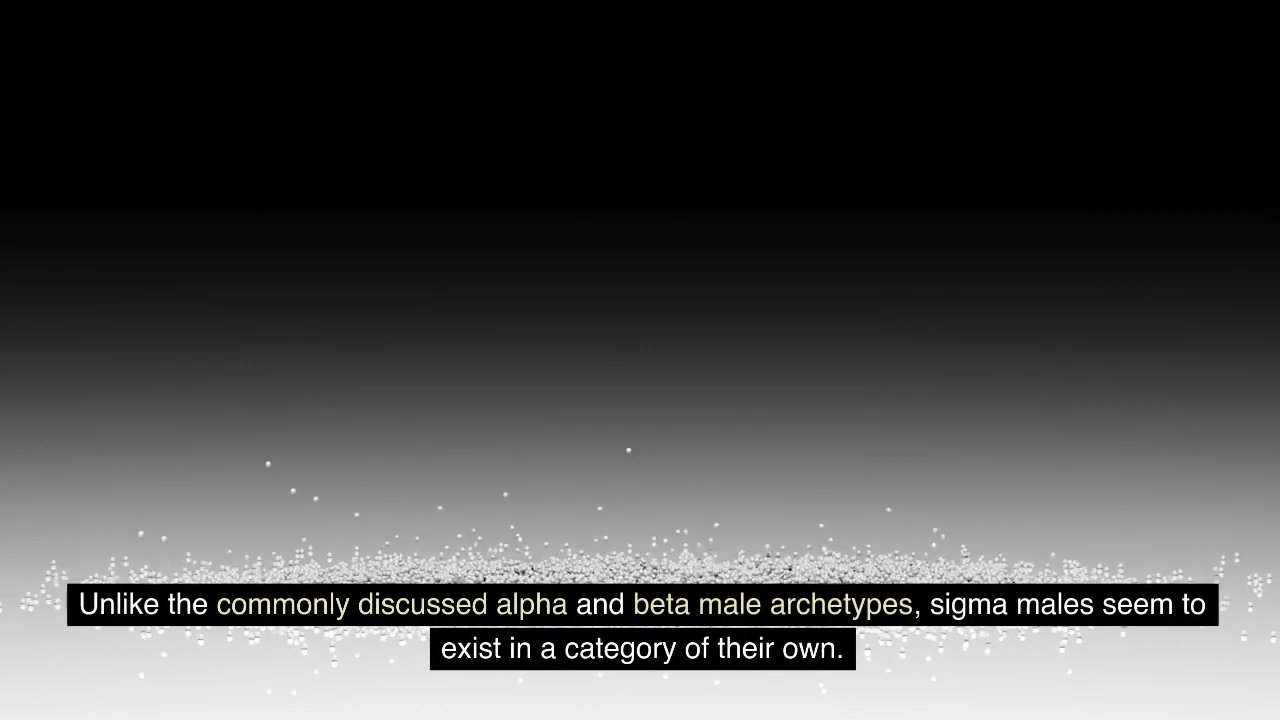 Unlike the commonly discussed alpha and beta male archetypes, sigma males seem to
exist in a category of their own.